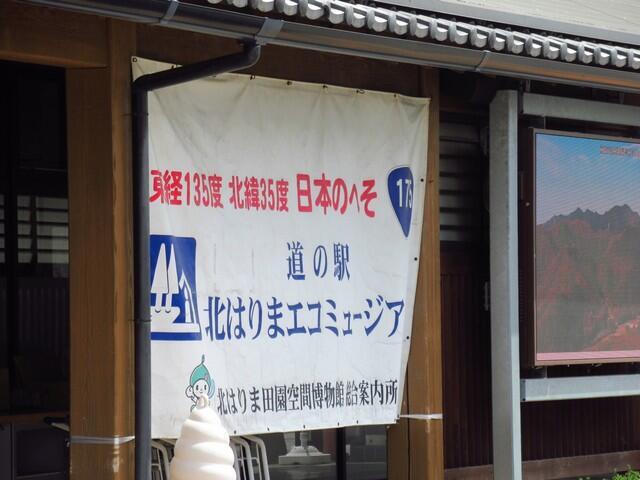 東経135度 北緯35度 日本のへそ
175
道の駅
北はりまエコミュージア
北はりま田園空間博物館 総合案内所